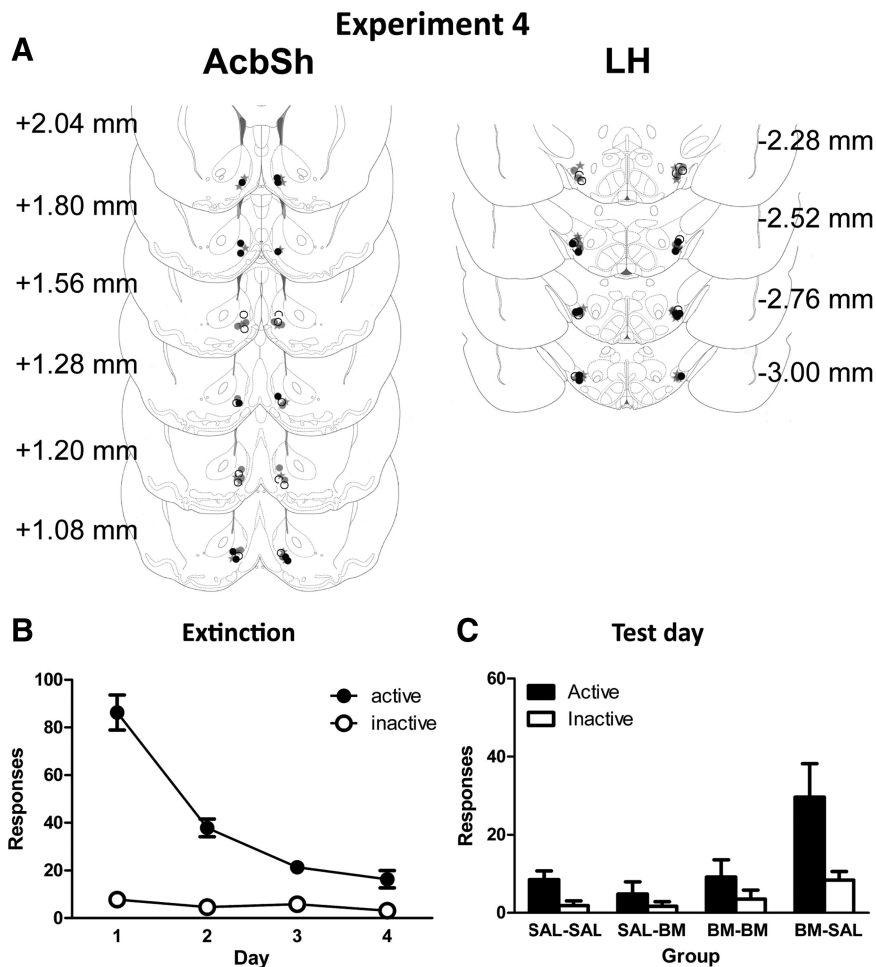 Experiment 4
A
AcbSh
LH
+2.04 mm
+1.80 mm
+1.56 mm
+1.28 mm
+1.20 mm
+1.08 mm
-2.28 mm
-2.52 mm
-2.76 mm
-3.00 mm
B
Extinction
Responses
100
80
60
40
20
0
active
inactive
1 2 3 4
Day
C
Test day
Responses
60
40
20
0
Active
Inactive
SAL-SAL SAL-BM BM-BM BM-SAL
Group